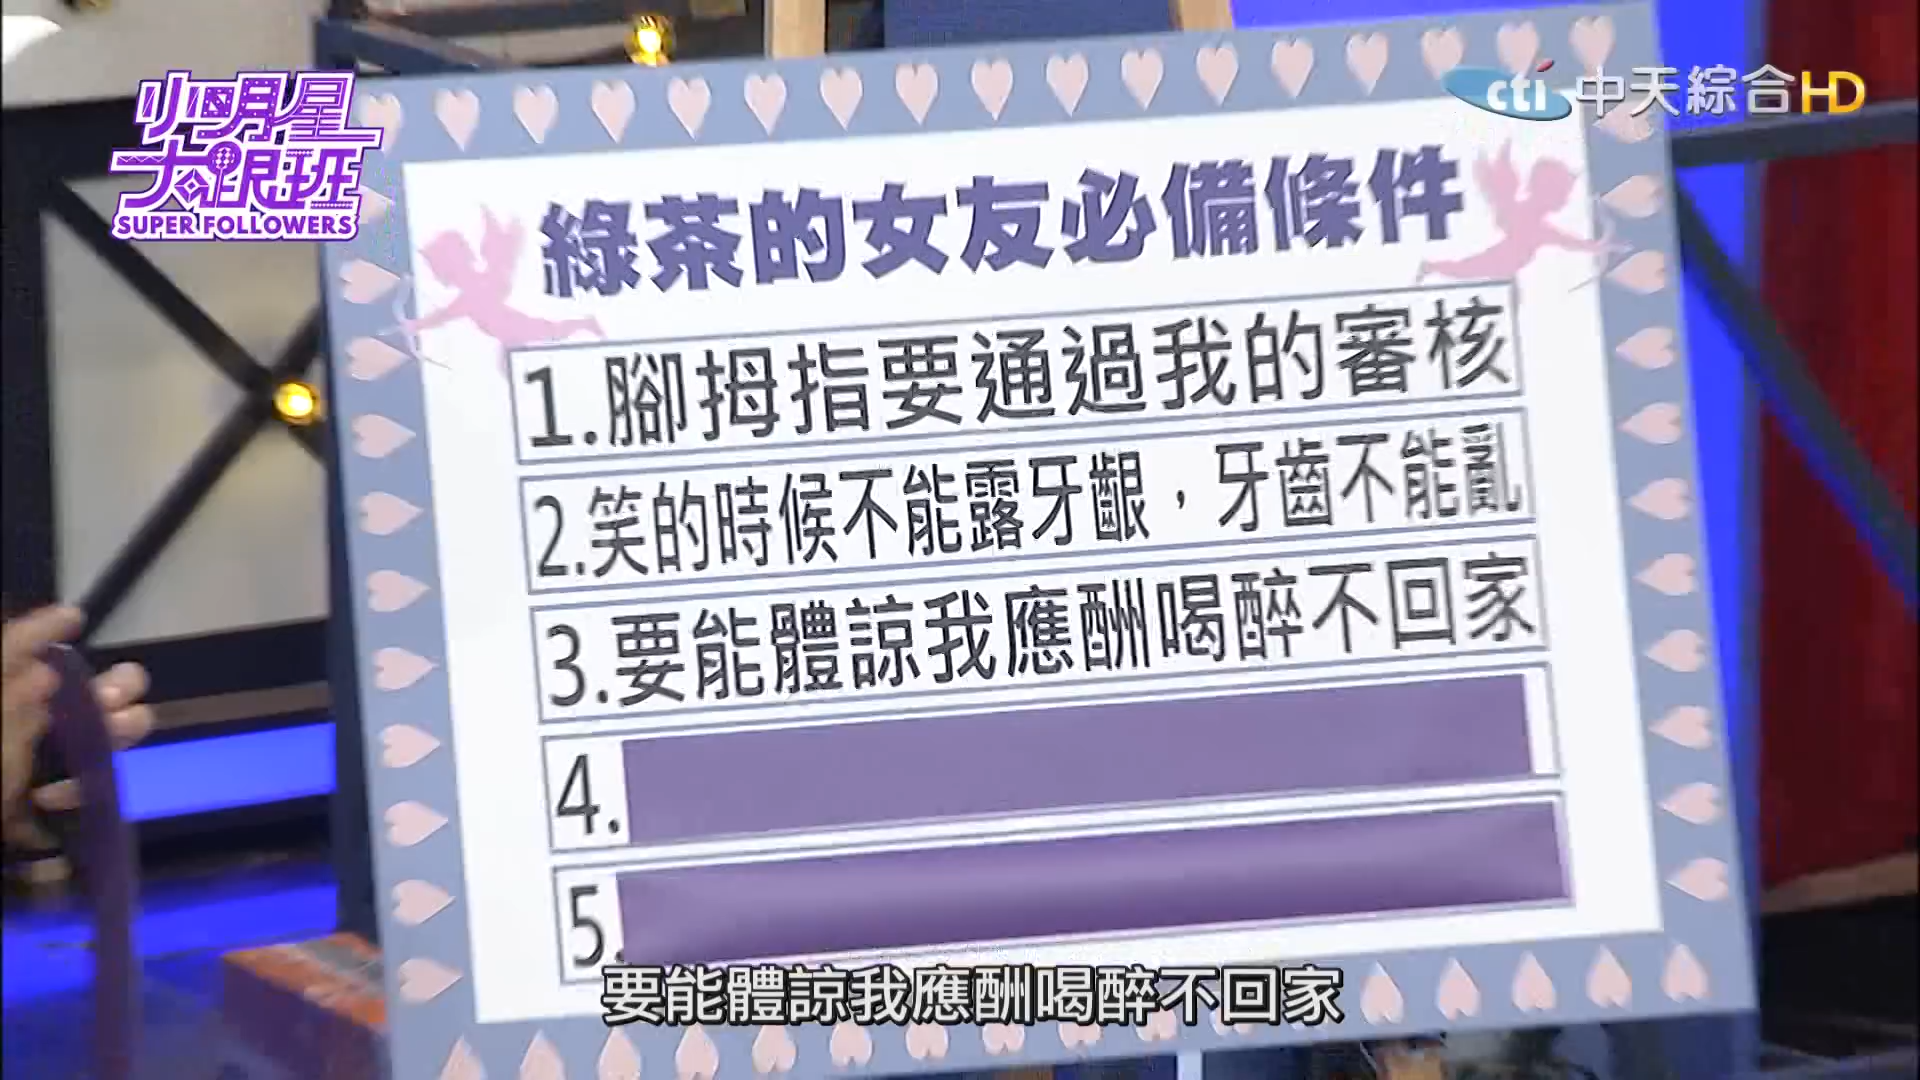 小明星
大跟班
SUPER FOLLOWERS
cti 中天綜合HD
綠茶的女友必備條件
1.腳拇指要通過我的審核
2.笑的時候不能露牙齦，牙齒不能亂
3.要能體諒我應酬喝醉不回家
4.
5.
要能體諒我應酬喝醉不回家